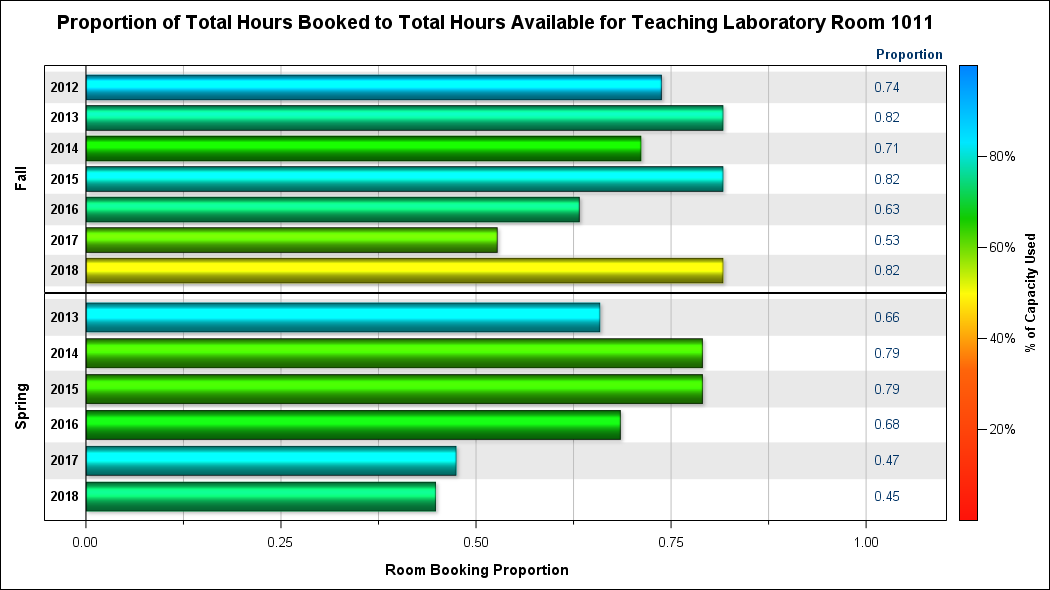 Proportion of Total Hours Booked to Total Hours Available for Teaching Laboratory Room 1011
Proportion
Fall
2012 0.74
2013 0.82
2014 0.71
2015 0.82
2016 0.63
2017 0.53
2018 0.82
Spring
2013 0.66
2014 0.79
2015 0.79
2016 0.68
2017 0.47
2018 0.45
0.00 0.25 0.50 0.75 1.00
Room Booking Proportion
80%
60%
40%
20%
% of Capacity Used